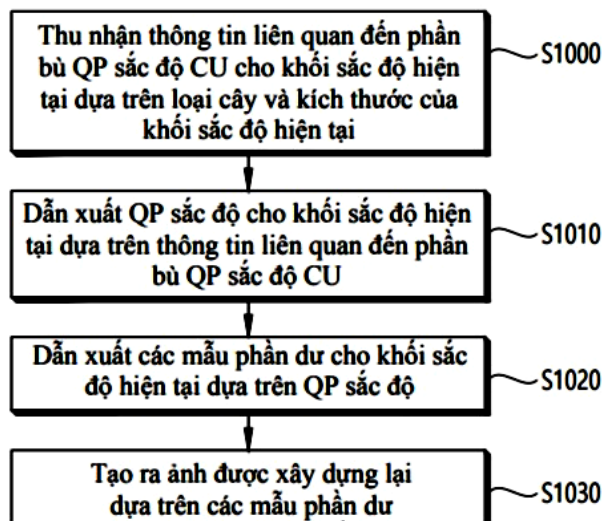 Thu nhận thông tin liên quan đến phần
bù QP sắc độ CU cho khối sắc độ hiện
tại dựa trên loại cây và kích thước của
khối sắc độ hiện tại
S1000
Dẫn xuất QP sắc độ cho khối sắc độ hiện
tại dựa trên thông tin liên quan đến phần
bù QP sắc độ CU
S1010
Dẫn xuất các mẫu phần dư cho khối sắc
độ hiện tại dựa trên QP sắc độ
S1020
Tạo ra ảnh được xây dựng lại
dựa trên các mẫu phần dư
S1030